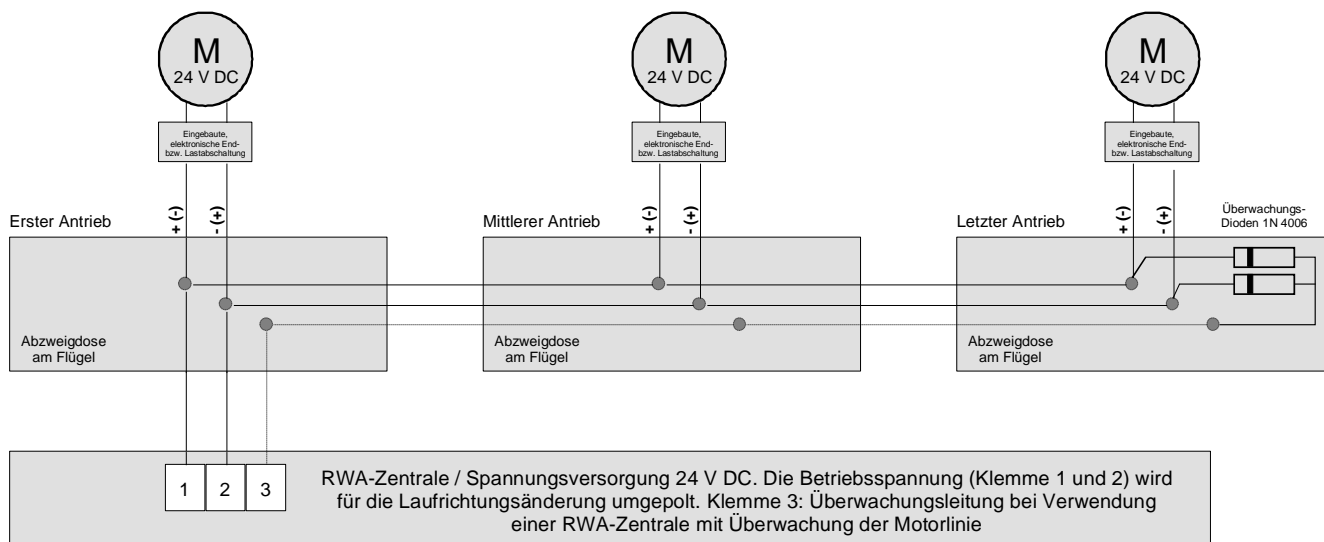 M
24 V DC
M
24 V DC
M
24 V DC
Eingebaute,
elektronische End-
bzw. Lastabschaltung
Eingebaute,
elektronische End-
bzw. Lastabschaltung
Eingebaute,
elektronische End-
bzw. Lastabschaltung
Erster Antrieb
+ (-)
- (+)
Mittlerer Antrieb
+ (-)
- (+)
Letzter Antrieb
+ (-)
- (+)
Überwachungs-
Dioden 1N 4006
Abzweigdose
am Flügel
Abzweigdose
am Flügel
Abzweigdose
am Flügel
1 2 3
RWA-Zentrale / Spannungsversorgung 24 V DC. Die Betriebsspannung (Klemme 1 und 2) wird
für die Laufrichtungsänderung umgepolt. Klemme 3: Überwachungsleitung bei Verwendung
einer RWA-Zentrale mit Überwachung der Motorlinie